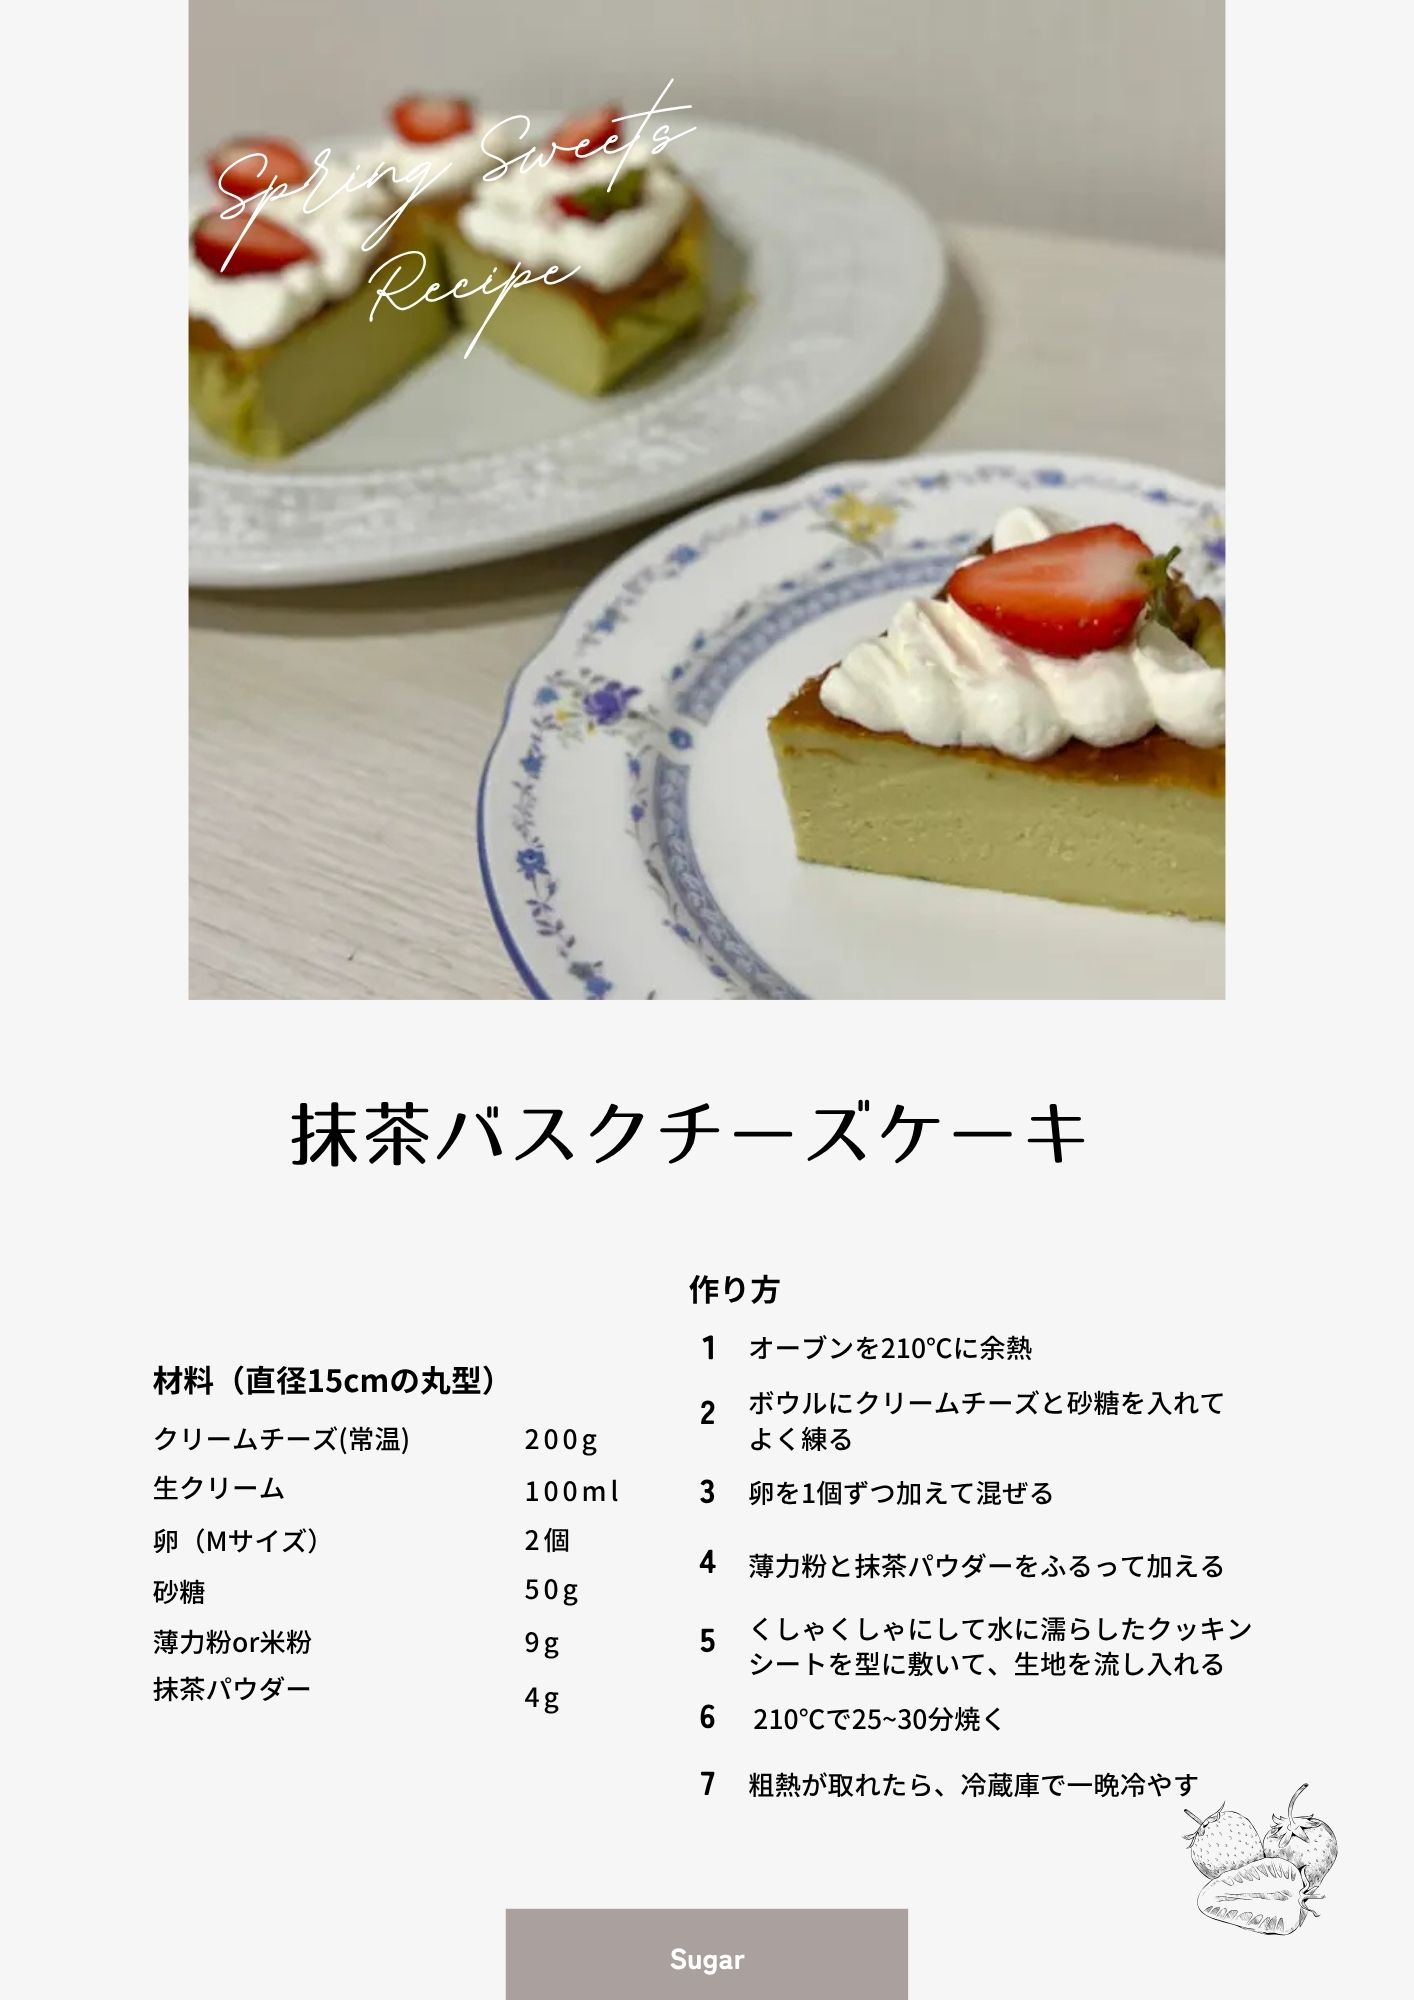 Spring Sweets
Recipe
抹茶バスクチーズケーキ
材料（直径15cmの丸型）
クリームチーズ(常温) 200g
生クリーム 100ml
卵（Mサイズ） 2個
砂糖 50g
薄力粉or米粉 9g
抹茶パウダー 4g
作り方
1 オーブンを210℃に余熱
2 ボウルにクリームチーズと砂糖を入れて
よく練る
3 卵を1個ずつ加えて混ぜる
4 薄力粉と抹茶パウダーをふるって加える
5 くしゃくしゃにして水に濡らしたクッキン
シートを型に敷いて、生地を流し入れる
6 210℃で25~30分焼く
7 粗熱が取れたら、冷蔵庫で一晩冷やす
Sugar